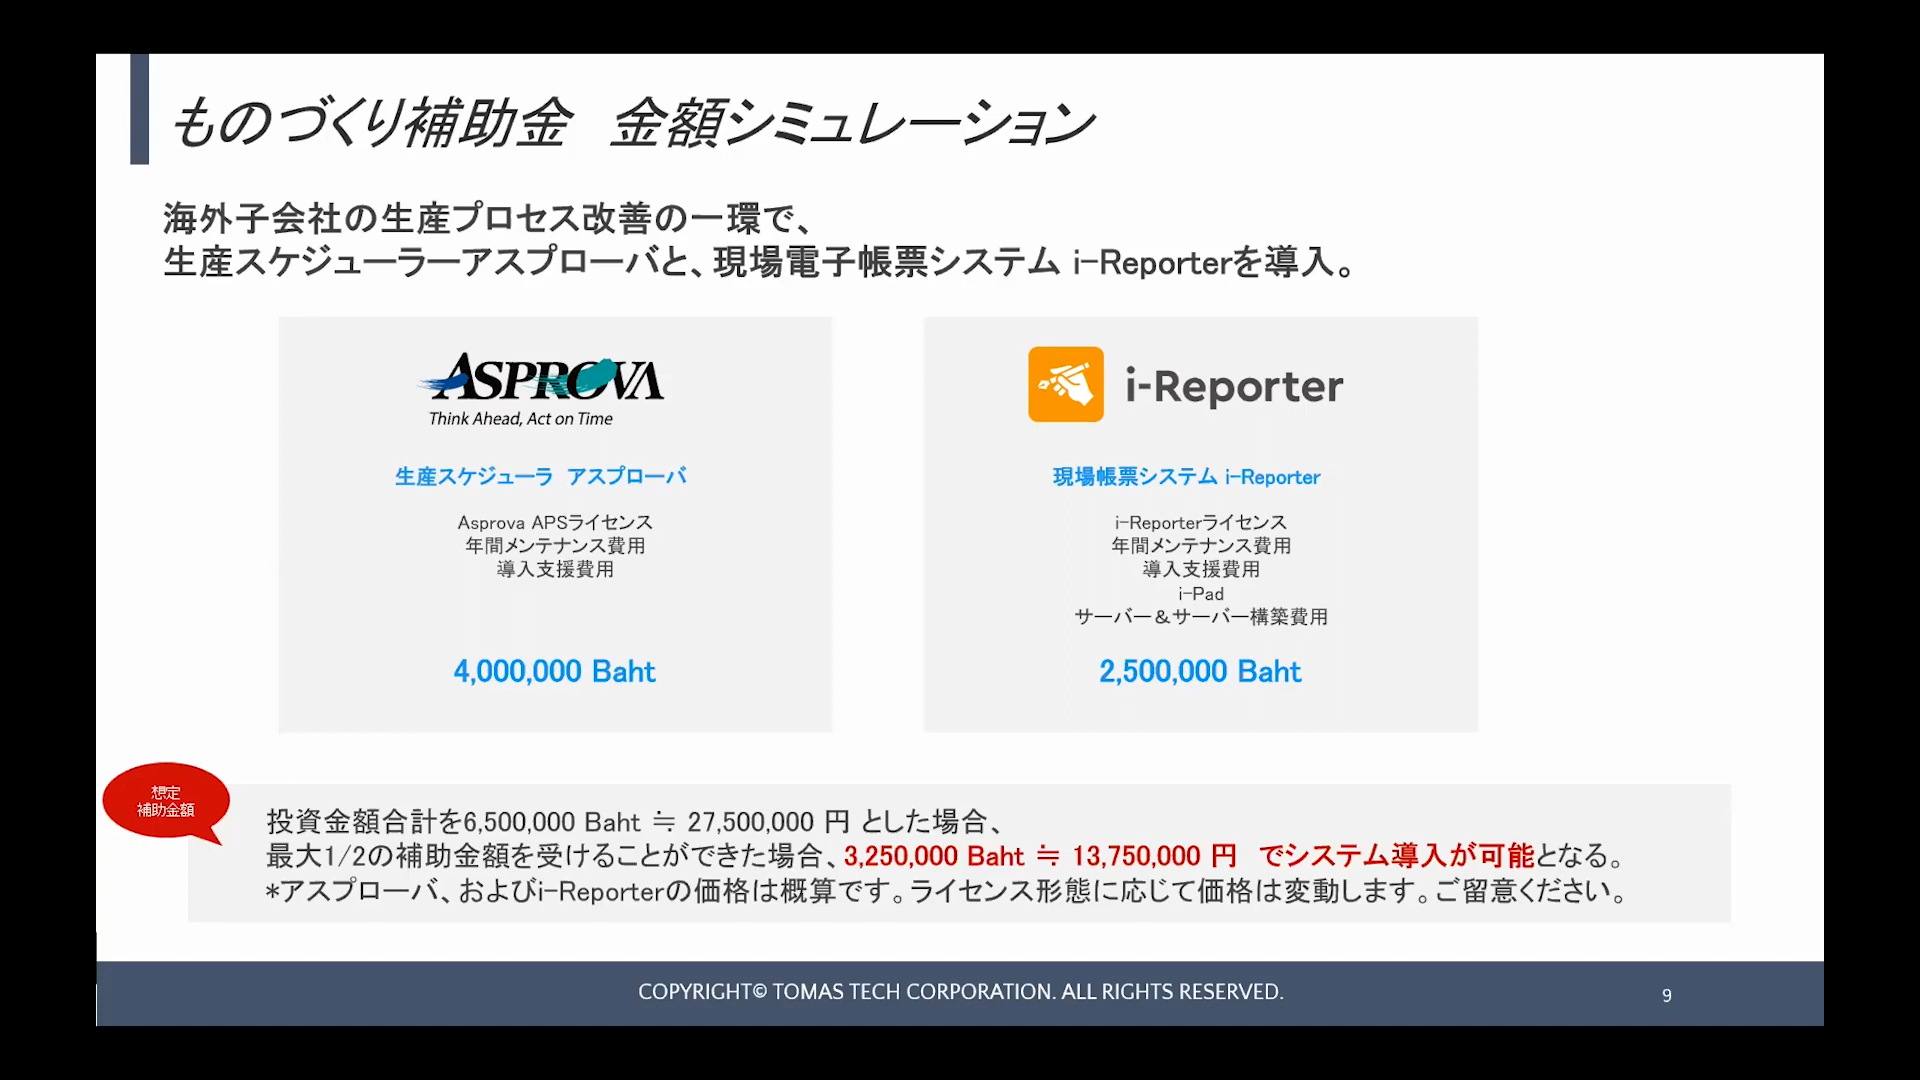 ものづくり補助金　金額シミュレーション
海外子会社の生産プロセス改善の一環で、
生産スケジューラーアスプローバと、現場電子帳票システム i-Reporterを導入。
ASPROVA
Think Ahead, Act on Time
生産スケジューラ　アスプローバ
Asprova APSライセンス
年間メンテナンス費用
導入支援費用
4,000,000 Baht
i-Reporter
現場帳票システム i-Reporter
i-Reporterライセンス
年間メンテナンス費用
導入支援費用
i-Pad
サーバー＆サーバー構築費用
2,500,000 Baht
想定
補助金額
投資金額合計を6,500,000 Baht ≒ 27,500,000 円 とした場合、
最大1/2の補助金額を受けることができた場合、3,250,000 Baht ≒ 13,750,000 円　でシステム導入が可能となる。
*アスプローバ、およびi-Reporterの価格は概算です。ライセンス形態に応じて価格は変動します。ご留意ください。
COPYRIGHT© TOMAS TECH CORPORATION. ALL RIGHTS RESERVED.
9